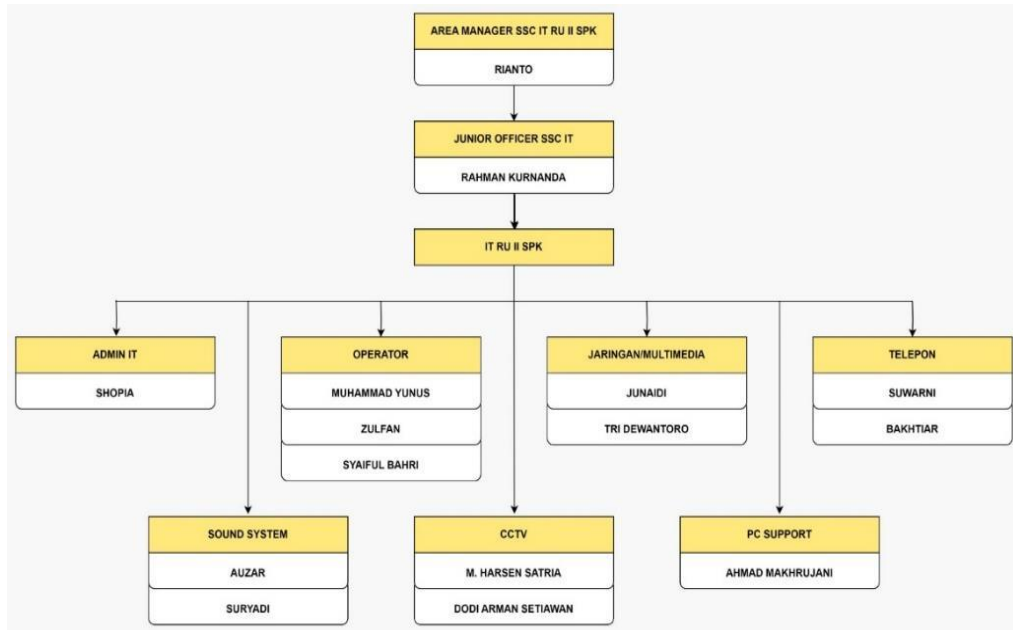 AREA MANAGER SSC IT RU II SPK
RIANTO
JUNIOR OFFICER SSC IT
RAHMAN KURNANDA
IT RU II SPK
ADMIN IT
SHOPIA
OPERATOR
MUHAMMAD YUNUS
ZULFAN
SYAIFUL BAHRI
JARINGAN/MULTIMEDIA
JUNAIDI
TRI DEWANTORO
TELEPON
SUWARNI
BAKHTIAR
SOUND SYSTEM
AUZAR
SURYADI
CCTV
M. HARSEN SATRIA
DODI ARMAN SETIAWAN
PC SUPPORT
AHMAD MAKHRUJANI